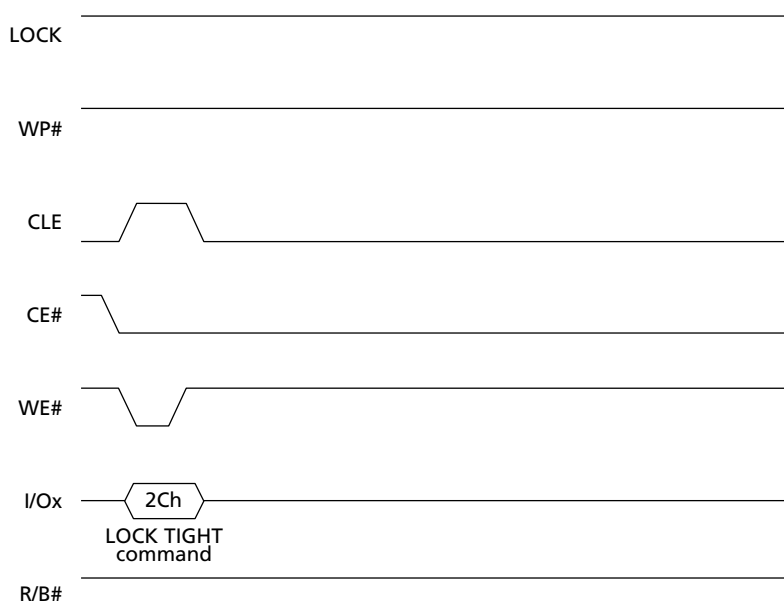 LOCK
WP#
CLE
CE#
WE#
I/Ox
2Ch
LOCK TIGHT
command
R/B#